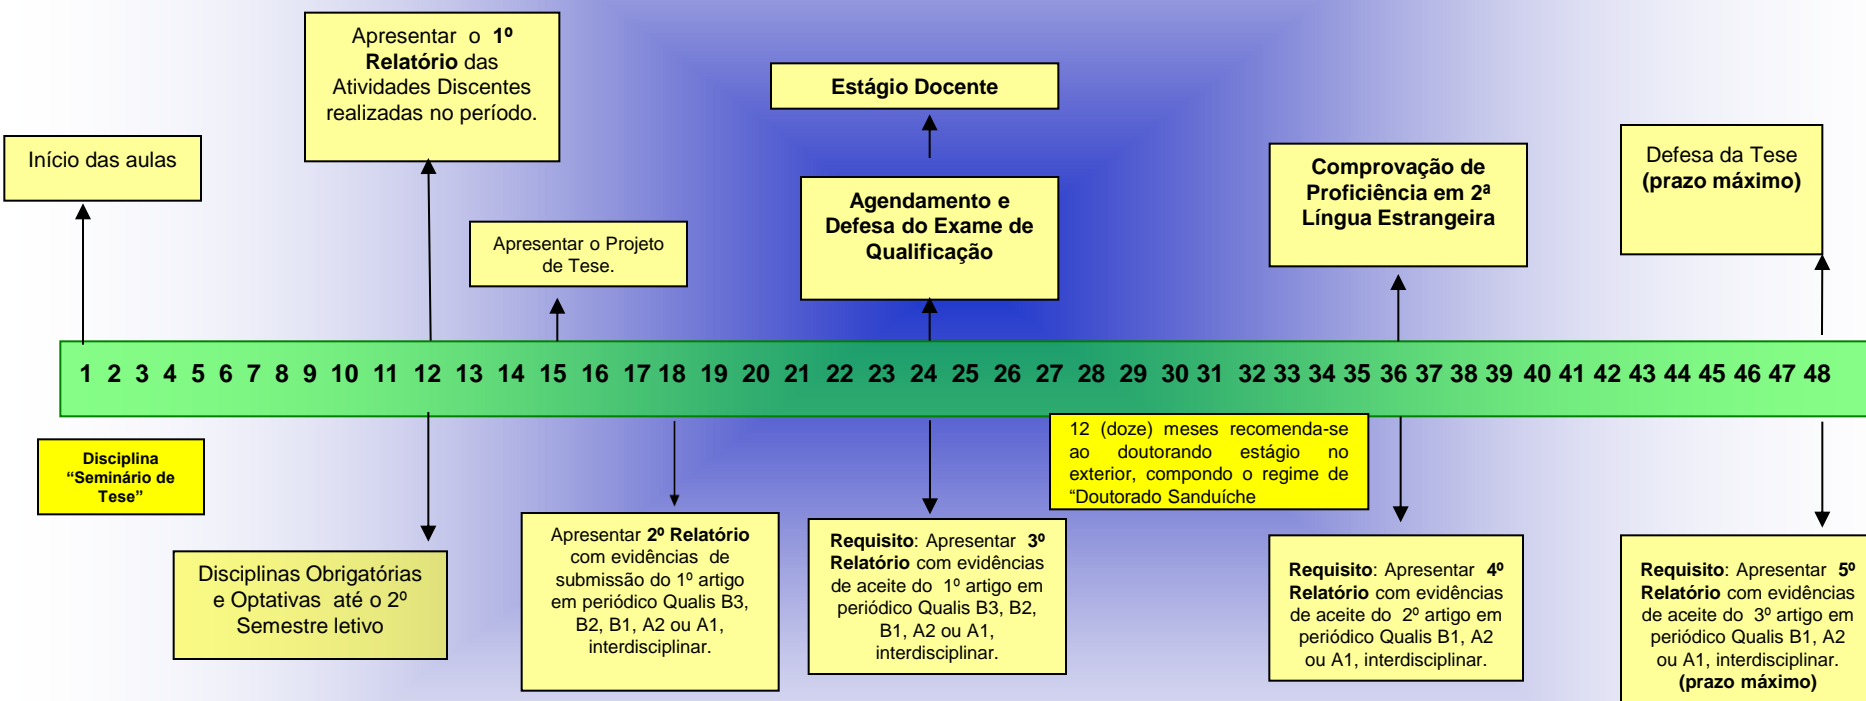 Apresentar o 1º
Relatório das
Atividades Discentes
realizadas no período.
Estágio Docente
Início das aulas
Defesa da Tese
(prazo máximo)
Comprovação de
Proficiência em 2ª
Língua Estrangeira
Agendamento e
Defesa do Exame de
Qualificação
Apresentar o Projeto
de Tese.
1 2 3 4 5 6 7 8 9 10 11 12 13 14 15 16 17 18 19 20 21 22 23 24 25 26 27 28 29 30 31 32 33 34 35 36 37 38 39 40 41 42 43 44 45 46 47 48
Disciplina
“Seminário de
Tese”
12 (doze) meses recomenda-se
ao doutorando estágio no
exterior, compondo o regime de
“Doutorado Sanduíche
Disciplinas Obrigatórias
e Optativas até o 2º
Semestre letivo
Apresentar 2º Relatório
com evidências de
submissão do 1º artigo
em periódico Qualis B3,
B2, B1, A2 ou A1,
interdisciplinar.
Requisito: Apresentar 3º
Relatório com evidências
de aceite do 1º artigo em
periódico Qualis B3, B2,
B1, A2 ou A1,
interdisciplinar.
Requisito: Apresentar 4º
Relatório com evidências
de aceite do 2º artigo em
periódico Qualis B1, A2
ou A1, interdisciplinar.
Requisito: Apresentar 5º
Relatório com evidências
de aceite do 3º artigo em
periódico Qualis B1, A2
ou A1, interdisciplinar.
(prazo máximo)